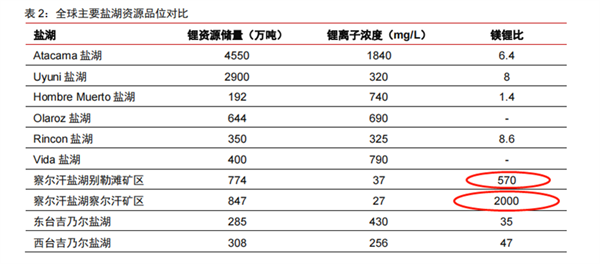 表 2：全球主要盐湖资源品位对比
盐湖 锂资源储量（万吨） 锂离子浓度（mg/L） 镁锂比
Atacama 盐湖 4550 1840 6.4
Uyuni 盐湖 2900 320 8
Hombre Muerto 盐湖 192 740 1.4
Olaroz 盐湖 644 690 -
Rincon 盐湖 350 325 8.6
Vida 盐湖 400 790 -
察尔汗盐湖别勒滩矿区 774 37 570
察尔汗盐湖察尔汗矿区 847 27 2000
东台吉乃尔盐湖 285 430 35
西台吉乃尔盐湖 308 256 47